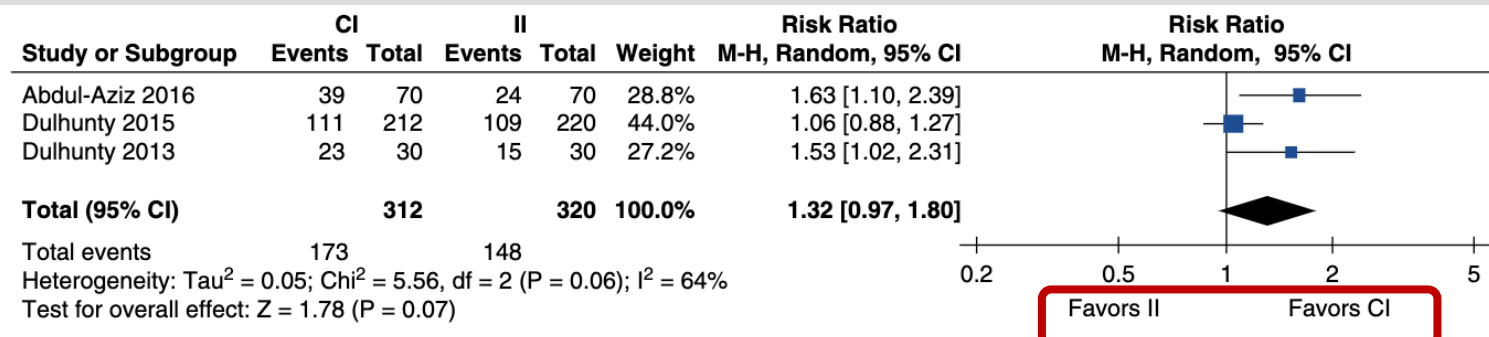 CI II Risk Ratio Risk Ratio
Study or Subgroup Events Total Events Total Weight M-H, Random, 95% CI M-H, Random, 95% CI
Abdul-Aziz 2016 39 70 24 70 28.8% 1.63 [1.10, 2.39]
Dulhunty 2015 111 212 109 220 44.0% 1.06 [0.88, 1.27]
Dulhunty 2013 23 30 15 30 27.2% 1.53 [1.02, 2.31]
Total (95% CI) 312 320 100.0% 1.32 [0.97, 1.80]
Total events 173 148
Heterogeneity: Tau² = 0.05; Chi² = 5.56, df = 2 (P = 0.06); I² = 64%
Test for overall effect: Z = 1.78 (P = 0.07)
0.2 0.5 1 2 5
Favors II Favors CI